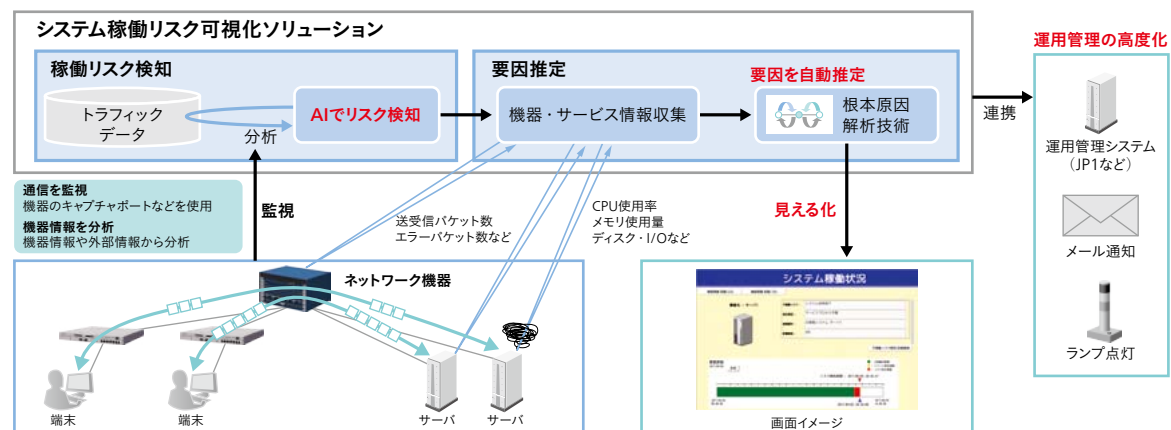 システム稼働リスク可視化ソリューション
稼働リスク検知
トラフィック
データ
分析
AIでリスク検知
要因推定
機器・サービス情報収集
要因を自動推定
根本原因
解析技術
連携
運用管理の高度化
運用管理システム
(JP1など)
メール通知
ランプ点灯
通信を監視
機器のキャプチャポートなどを使用
機器情報を分析
機器情報や外部情報から分析
監視
送受信パケット数
エラーパケット数など
CPU使用率
メモリ使用量
ディスク・I/Oなど
見える化
ネットワーク機器
端末
端末
サーバ
サーバ
システム稼働状況
画面イメージ